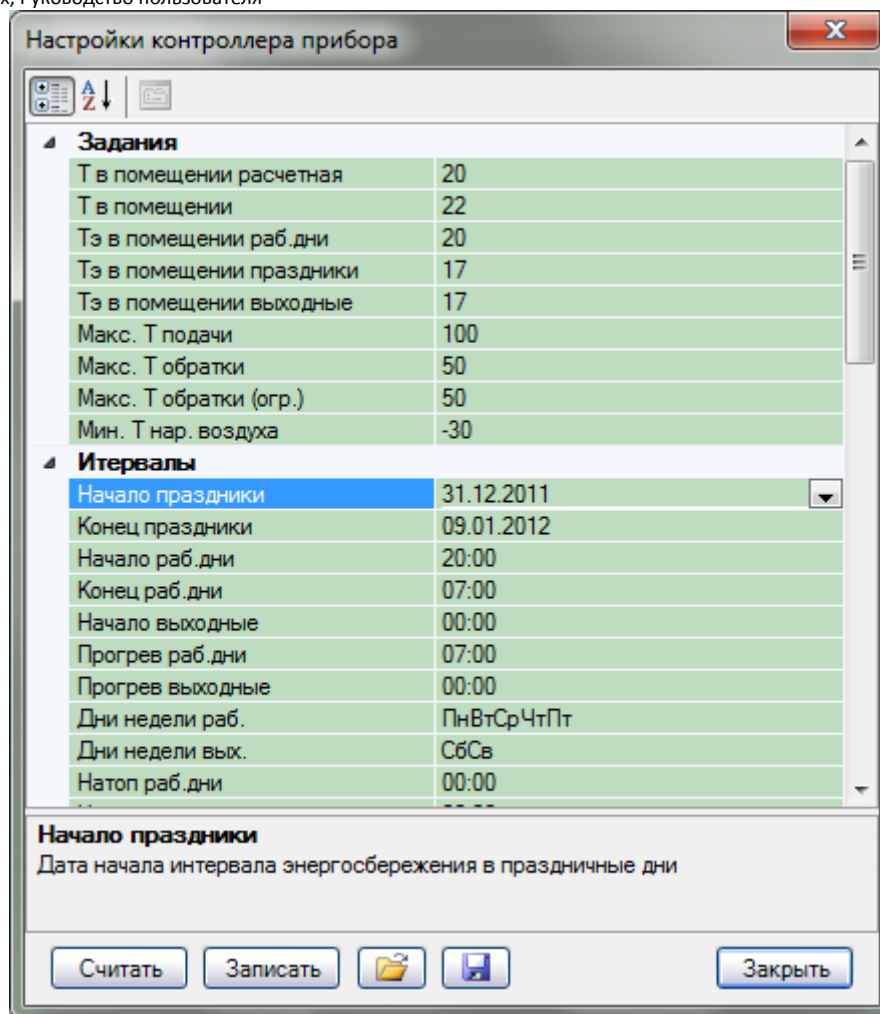 х, Руководство пользователя
Настройки контроллера прибора
Задания
Т в помещении расчетная 20
Т в помещении 22
Тэ в помещении раб.дни 20
Тэ в помещении праздники 17
Тэ в помещении выходные 17
Макс. Т подачи 100
Макс. Т обратки 50
Макс. Т обратки (огр.) 50
Мин. Т нар. воздуха -30
Итервалы
Начало праздники 31.12.2011
Конец праздники 09.01.2012
Начало раб.дни 20:00
Конец раб.дни 07:00
Начало выходные 00:00
Прогрев раб.дни 07:00
Прогрев выходные 00:00
Дни недели раб. ПнВтСрЧтПт
Дни недели вых. СбСв
Натоп раб.дни 00:00
Начало праздники
Дата начала интервала энергосбережения в праздничные дни
Считать Записать Закрыть